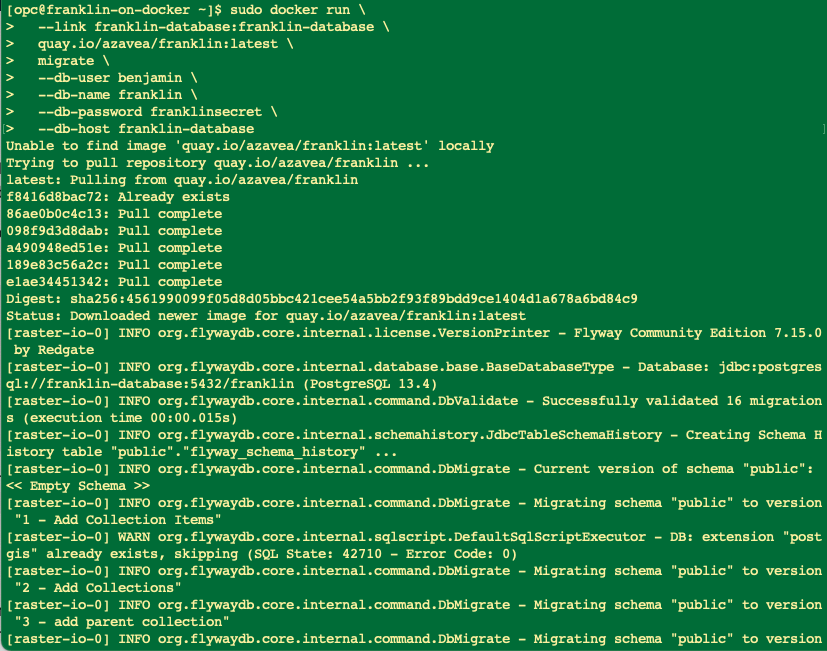 [opc@franklin-on-docker ~]$ sudo docker run \
>   --link franklin-database:franklin-database \
>   quay.io/azavea/franklin:latest \
>   migrate \
>   --db-user benjamin \
>   --db-name franklin \
>   --db-password franklinsecret \
[>   --db-host franklin-database ]
Unable to find image 'quay.io/azavea/franklin:latest' locally
Trying to pull repository quay.io/azavea/franklin ...
latest: Pulling from quay.io/azavea/franklin
f8416d8bac72: Already exists
86ae0b0c4c13: Pull complete
098f9d3d8dab: Pull complete
a490948ed51e: Pull complete
189e83c56a2c: Pull complete
e1ae34451342: Pull complete
Digest: sha256:4561990099f05d8d05bbc421cee54a5bb2f93f89bdd9ce1404d1a678a6bd84c9
Status: Downloaded newer image for quay.io/azavea/franklin:latest
[raster-io-0] INFO org.flywaydb.core.internal.license.VersionPrinter - Flyway Community Edition 7.15.0
 by Redgate
[raster-io-0] INFO org.flywaydb.core.internal.database.base.BaseDatabaseType - Database: jdbc:postgres
ql://franklin-database:5432/franklin (PostgreSQL 13.4)
[raster-io-0] INFO org.flywaydb.core.internal.command.DbValidate - Successfully validated 16 migration
s (execution time 00:00.015s)
[raster-io-0] INFO org.flywaydb.core.internal.schemahistory.JdbcTableSchemaHistory - Creating Schema H
istory table "public"."flyway_schema_history" ...
[raster-io-0] INFO org.flywaydb.core.internal.command.DbMigrate - Current version of schema "public":
<< Empty Schema >>
[raster-io-0] INFO org.flywaydb.core.internal.command.DbMigrate - Migrating schema "public" to version
 "1 - Add Collection Items"
[raster-io-0] WARN org.flywaydb.core.internal.sqlscript.DefaultSqlScriptExecutor - DB: extension "post
gis" already exists, skipping (SQL State: 42710 - Error Code: 0)
[raster-io-0] INFO org.flywaydb.core.internal.command.DbMigrate - Migrating schema "public" to version
 "2 - Add Collections"
[raster-io-0] INFO org.flywaydb.core.internal.command.DbMigrate - Migrating schema "public" to version
 "3 - add parent collection"
[raster-io-0] INFO org.flywaydb.core.internal.command.DbMigrate - Migrating schema "public" to version